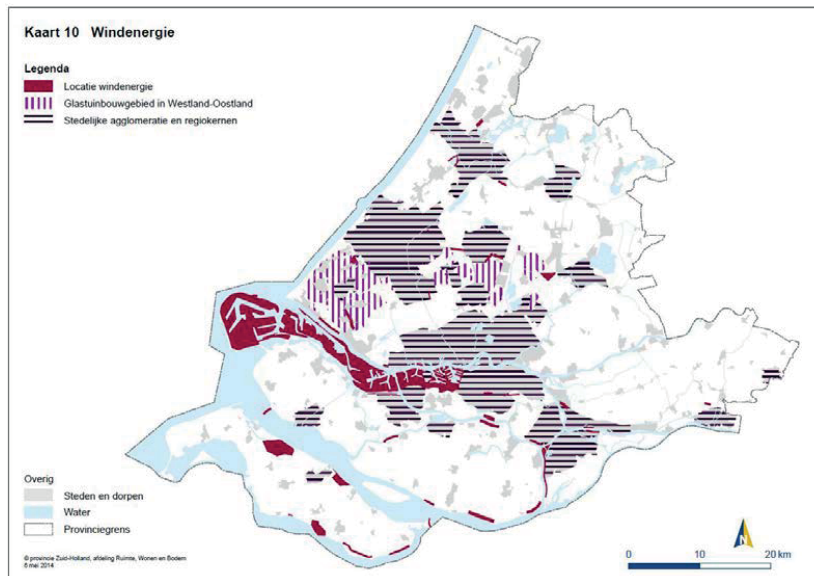 Kaart 10 Windenergie
Legenda
Locatie windenergie
Glastuinbouwgebied in Westland-Oostland
Stedelijke agglomeratie en regiokernen
Overig
Steden en dorpen
Water
Provinciegrens
© provincie Zuid-Holland, afdeling Ruimte, Wonen en Bodem
6 mei 2014
N
0 10 20 km